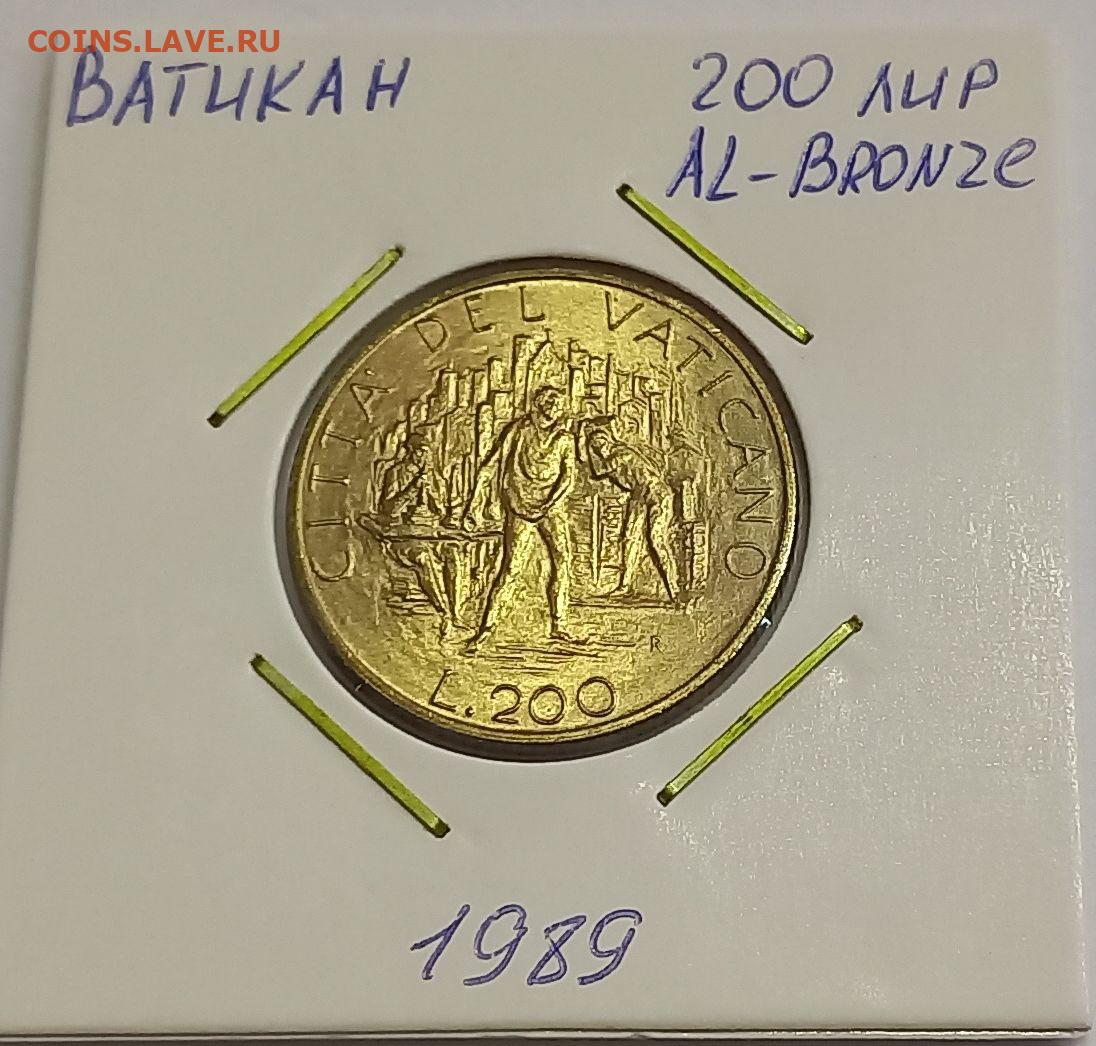 COINS.LAVE.RU
ВАТИКАН
200 ЛИР
AL-BRONZE
CITTA' DEL VATICANO
R
L.200
1989